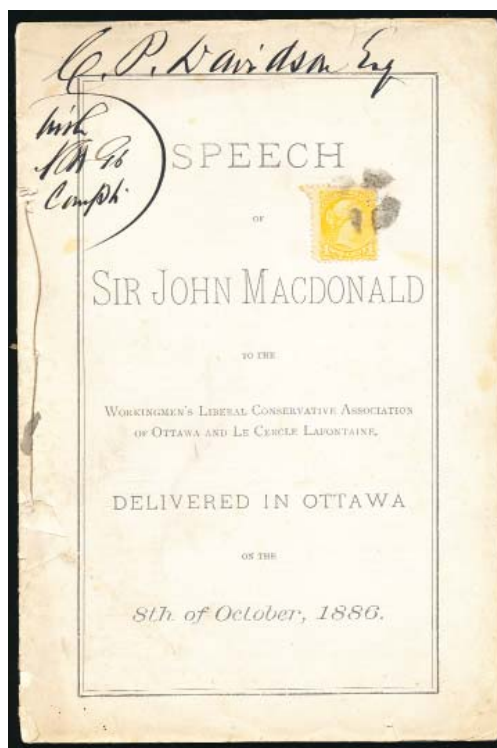 C. P. Davidson Esq
with
Compts.
SPEECH
OF
SIR JOHN MACDONALD
TO THE
WORKINGMEN'S LIBERAL CONSERVATIVE ASSOCIATION
OF OTTAWA AND LE CERCLE LAFONTAINE,
DELIVERED IN OTTAWA
ON THE
8th of October, 1886.